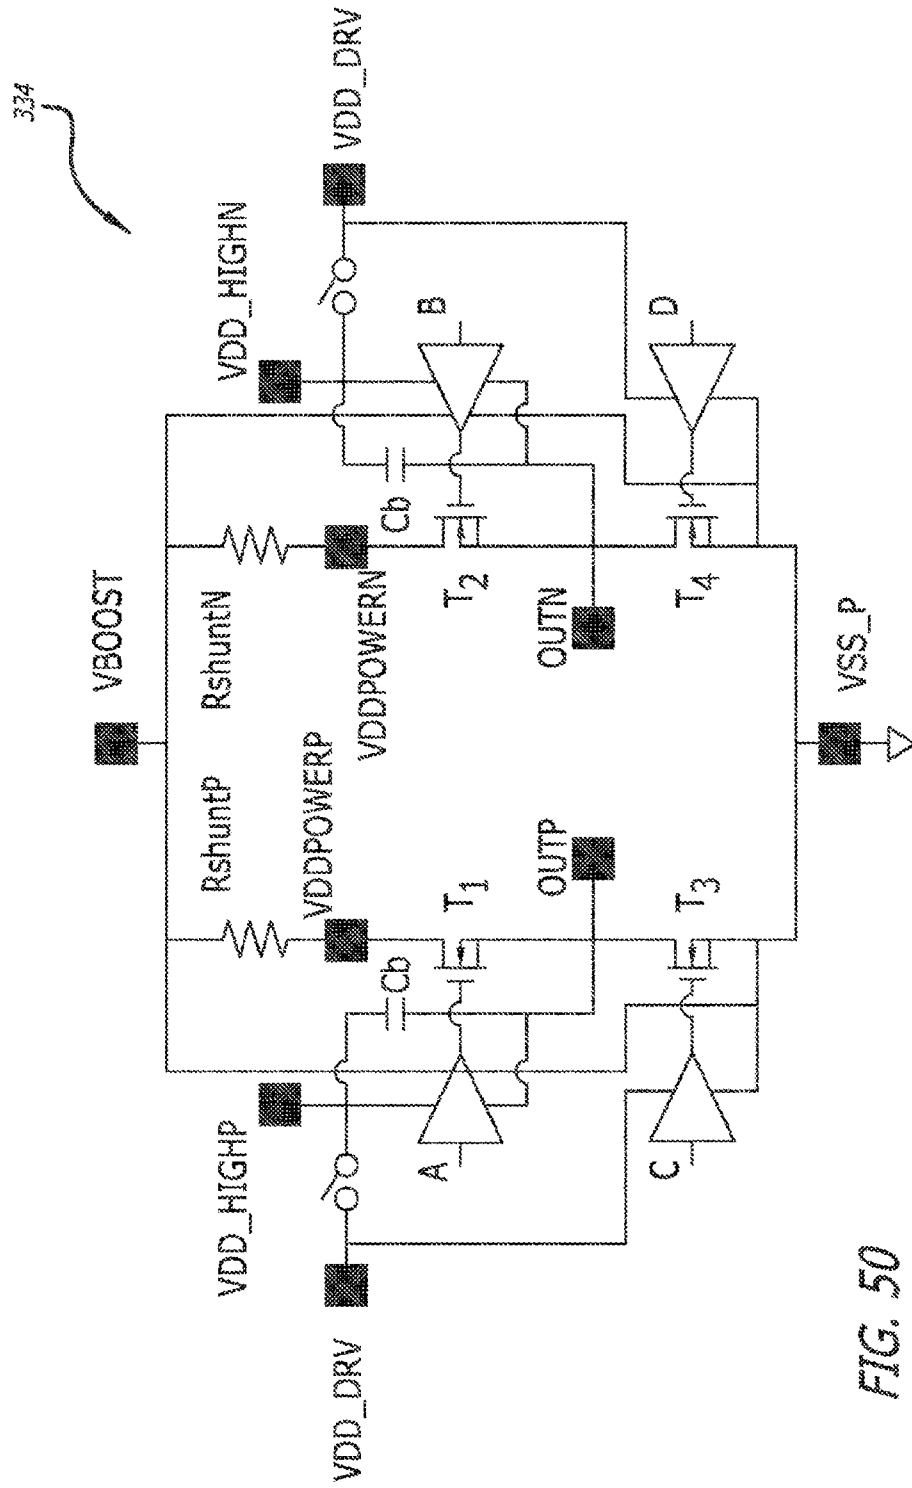 334
VBOOST
RshuntP
RshuntN
VDD_HIGHP
VDD_HIGHN
VDD_DRV
VDDPOWERP
VDDPOWERN
VDD_DRV
Cb
Cb
A
T1
T2
B
OUTP
OUTN
C
T3
T4
D
VSS_P
FIG. 50